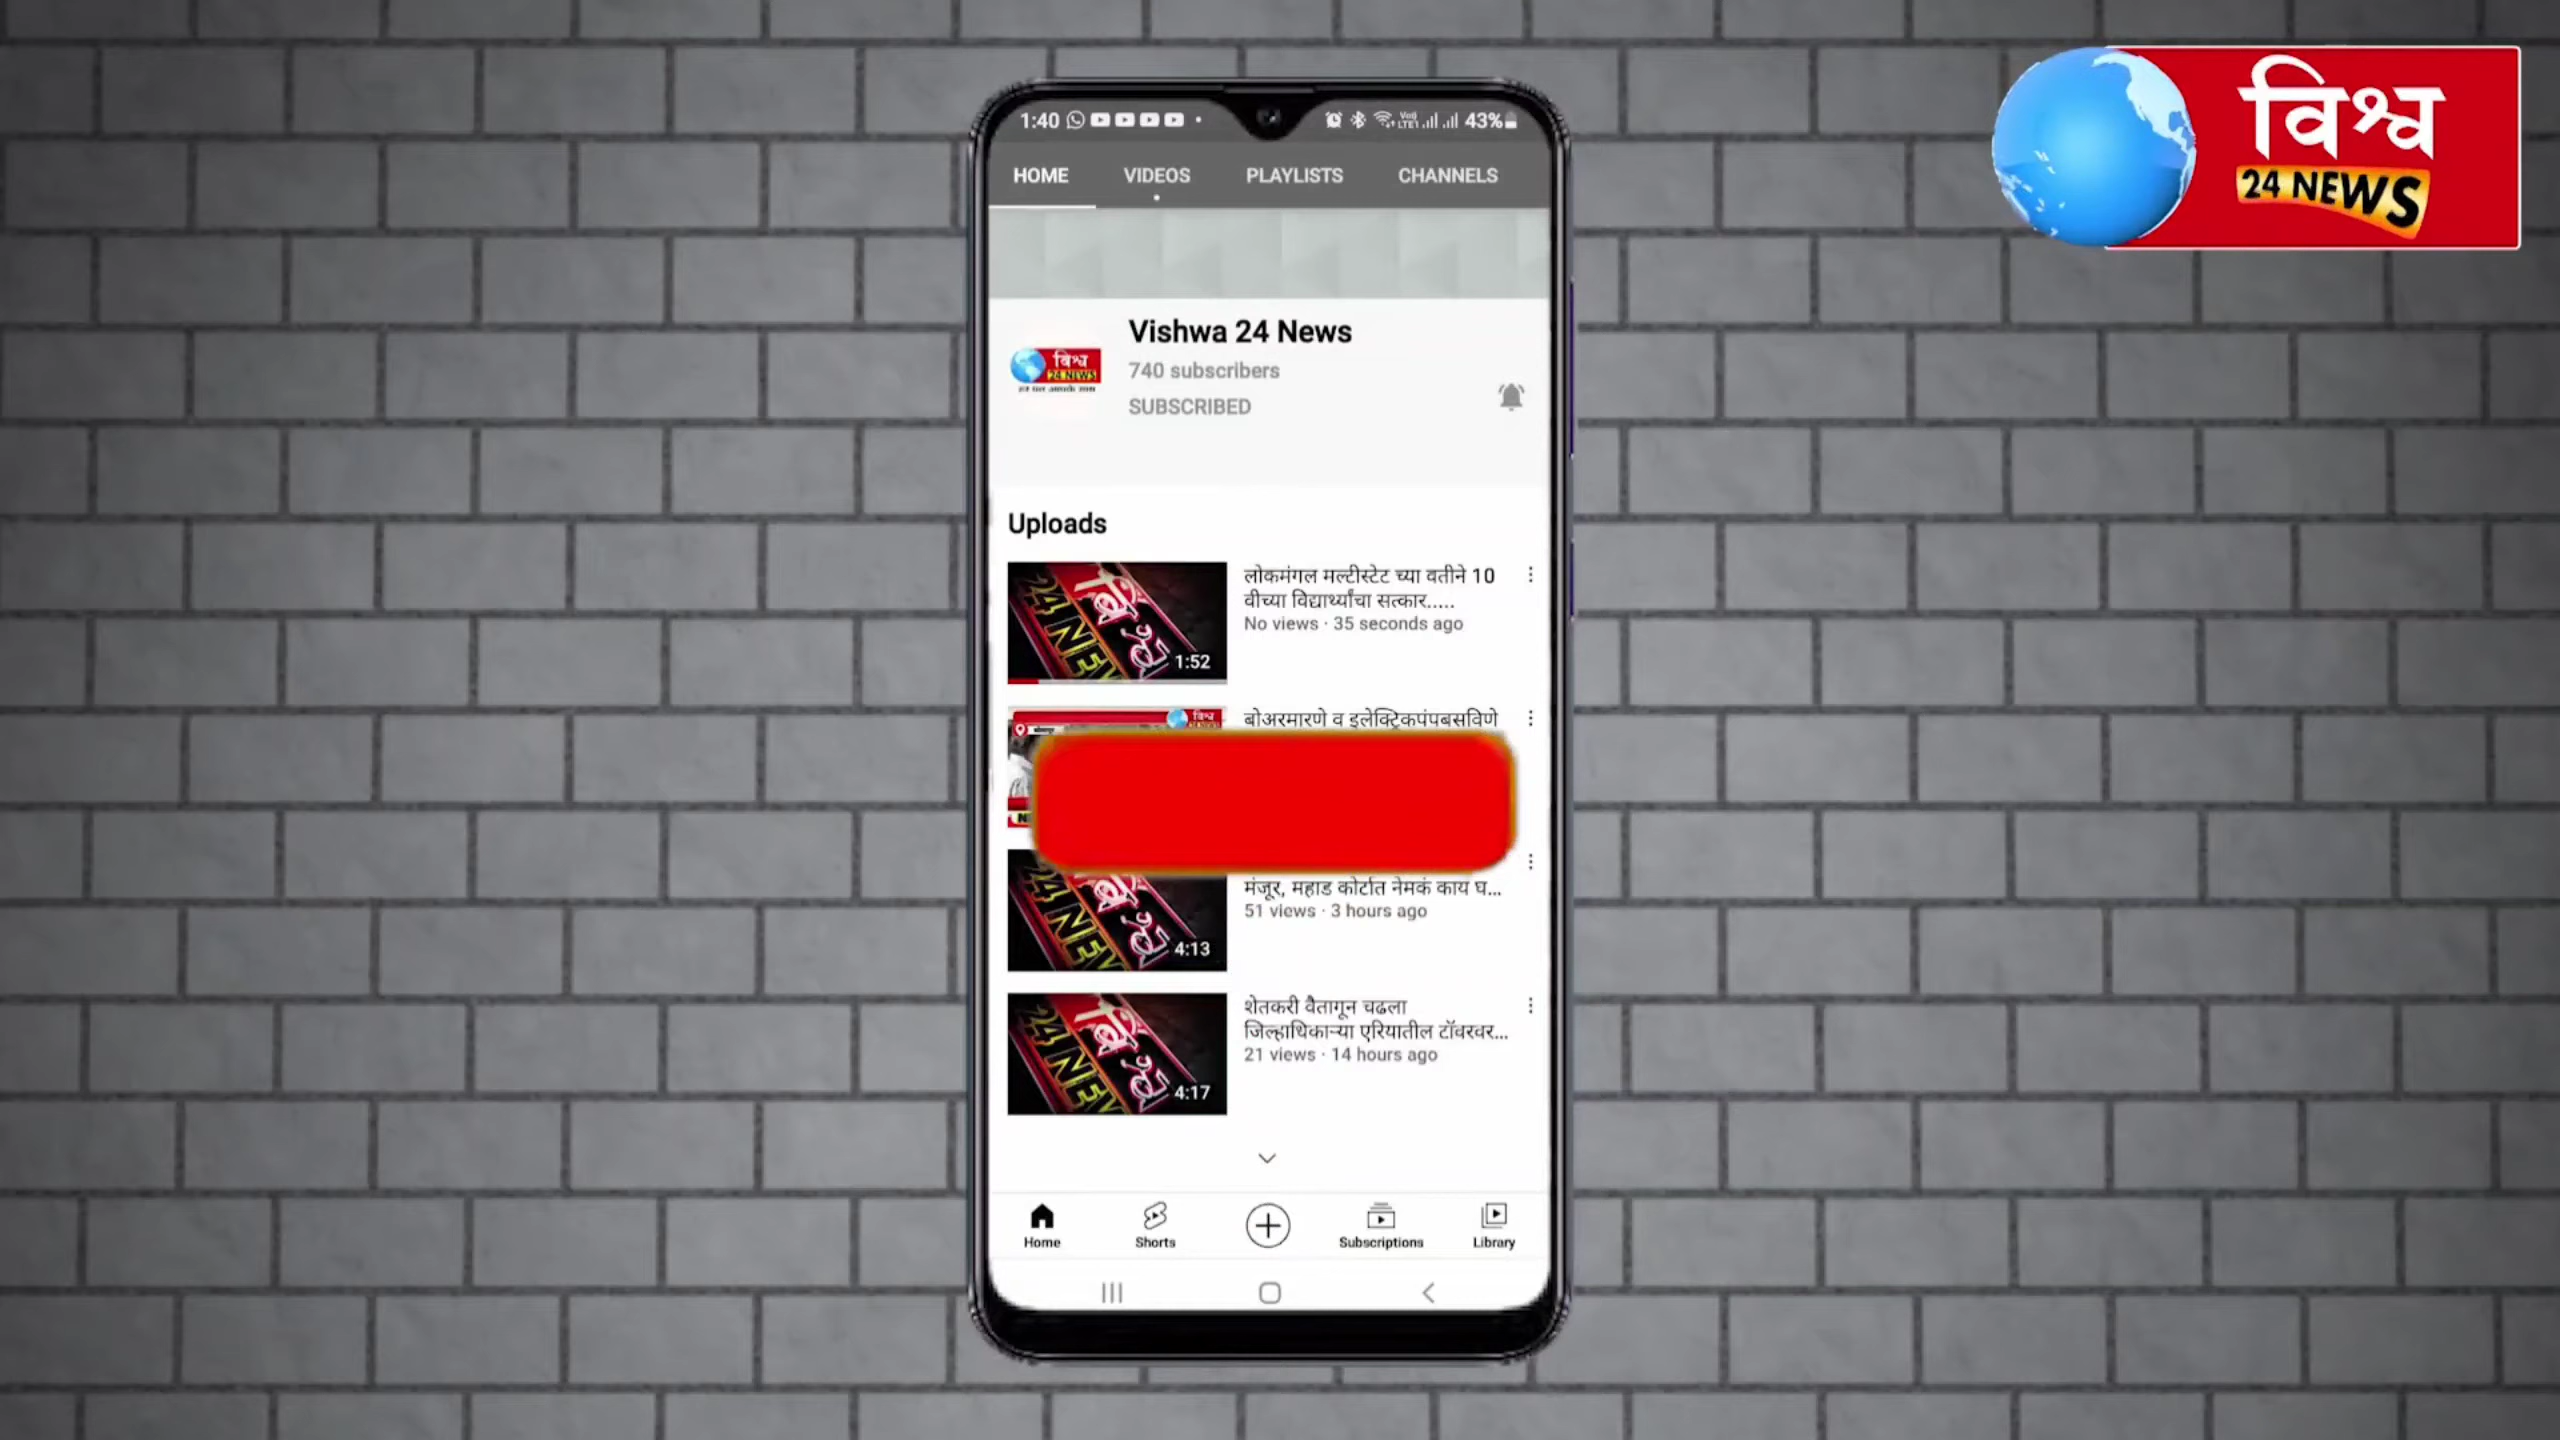 विश्व
24 NEWS
1:40
43%
HOME VIDEOS PLAYLISTS CHANNELS
Vishwa 24 News
740 subscribers
SUBSCRIBED
विश्व
24 NEWS
Uploads
लोकमंगल मल्टीस्टेट च्या वतीने 10
वीच्या विद्यार्थ्यांचा सत्कार.....
No views · 35 seconds ago
1:52
बोअरमारणे व इलेक्ट्रिकपंपबसविणे
मंजूर, महाड कोर्टात नेमकं काय घ...
51 views · 3 hours ago
4:13
शेतकरी वैतागून चढला
जिल्हाधिकाऱ्या एरियातील टॉवरवर...
21 views · 14 hours ago
4:17
Home Shorts Subscriptions Library